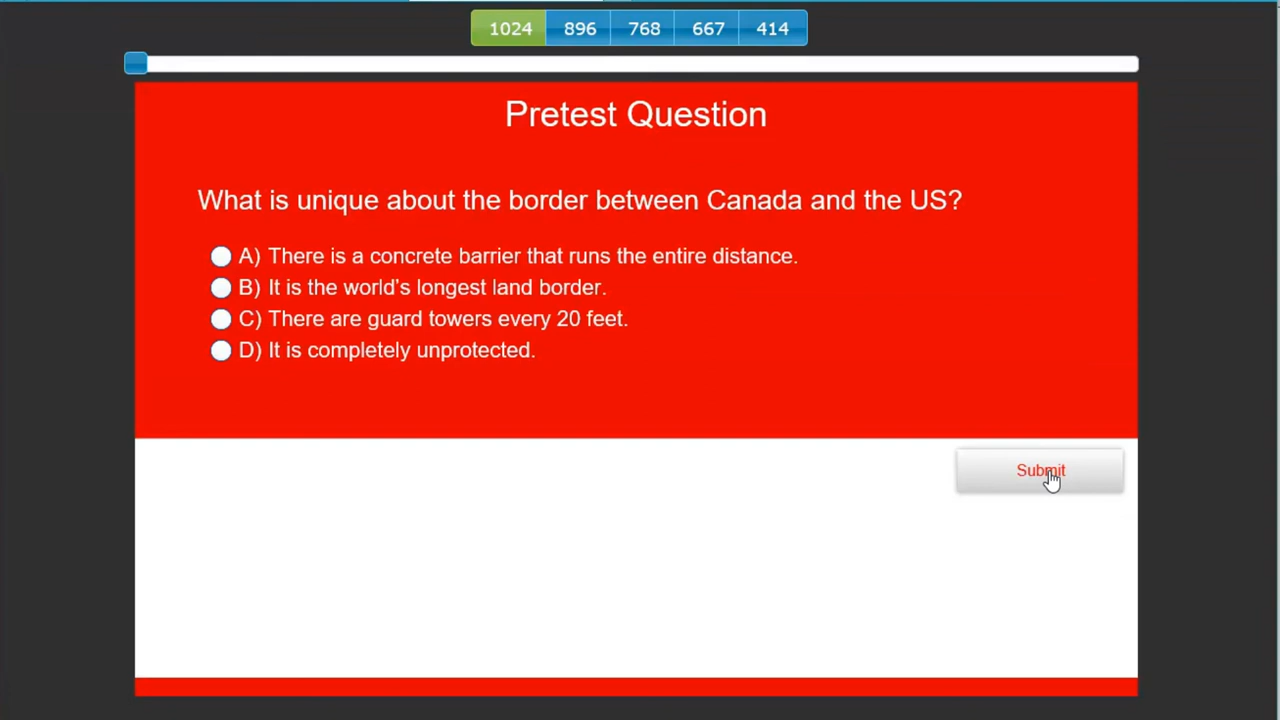 1024 896 768 667 414
Pretest Question
What is unique about the border between Canada and the US?
A) There is a concrete barrier that runs the entire distance.
B) It is the world's longest land border.
C) There are guard towers every 20 feet.
D) It is completely unprotected.
Submit